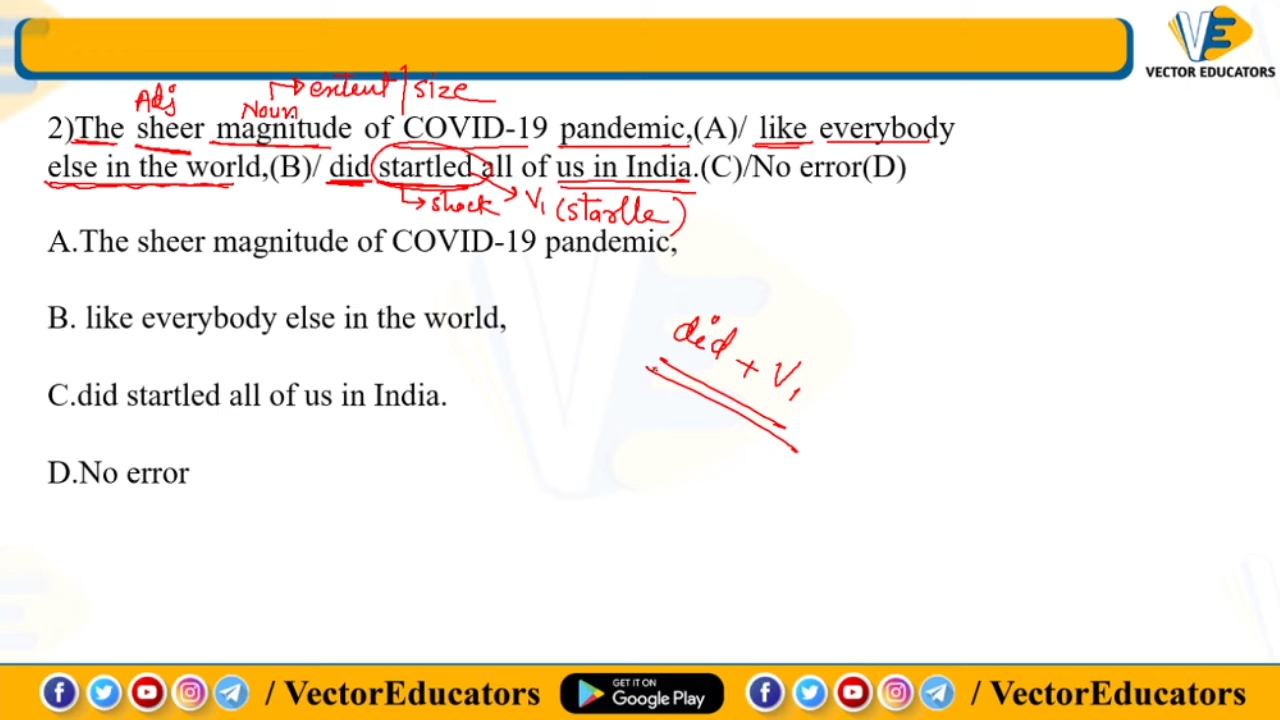 VE
VECTOR EDUCATORS
extent/size
Adj
Noun
2)The sheer magnitude of COVID-19 pandemic,(A)/ like everybody
else in the world,(B)/ did startled all of us in India.(C)/No error(D)
shock V₁ (startle)
A.The sheer magnitude of COVID-19 pandemic,
B. like everybody else in the world,
did + V₁
C.did startled all of us in India.
D.No error
/ VectorEducators
GET IT ON
Google Play
/ VectorEducators